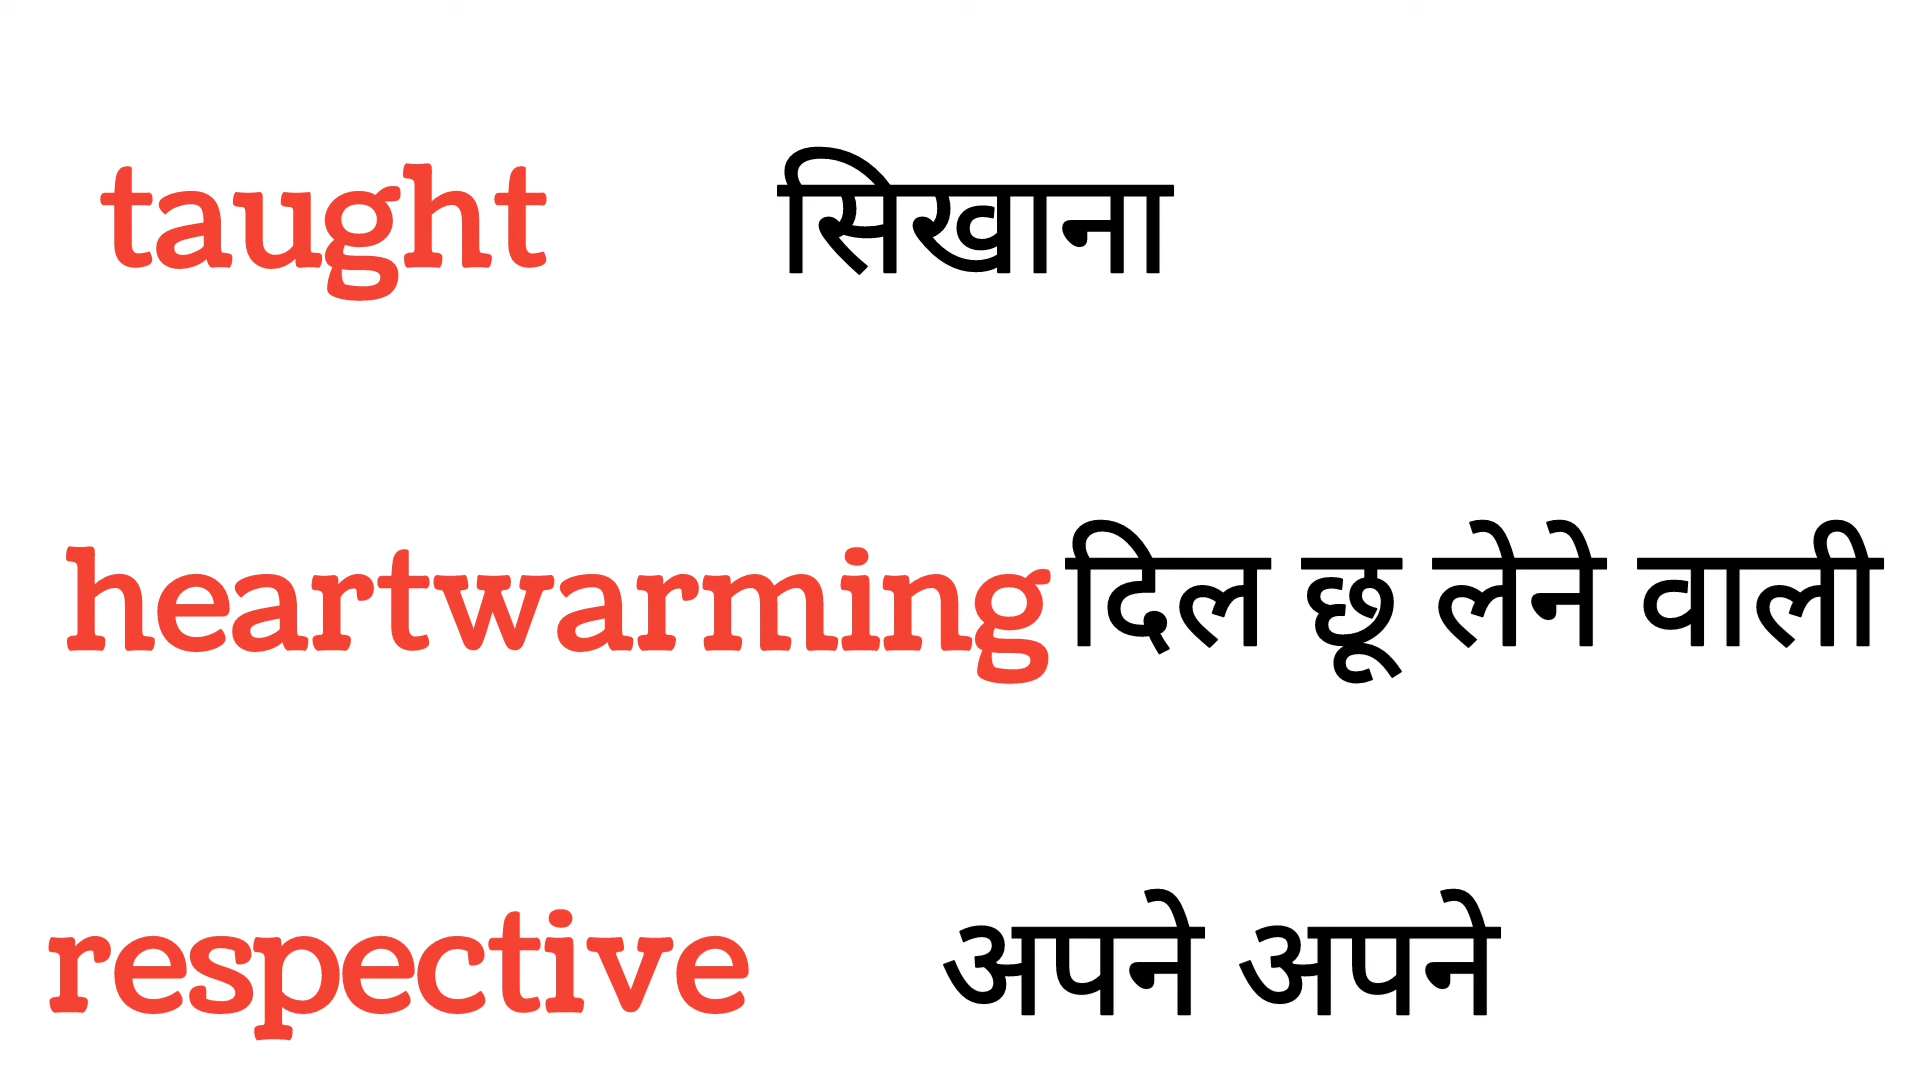 taught सिखाना
heartwarming दिल छू लेने वाली
respective अपने अपने